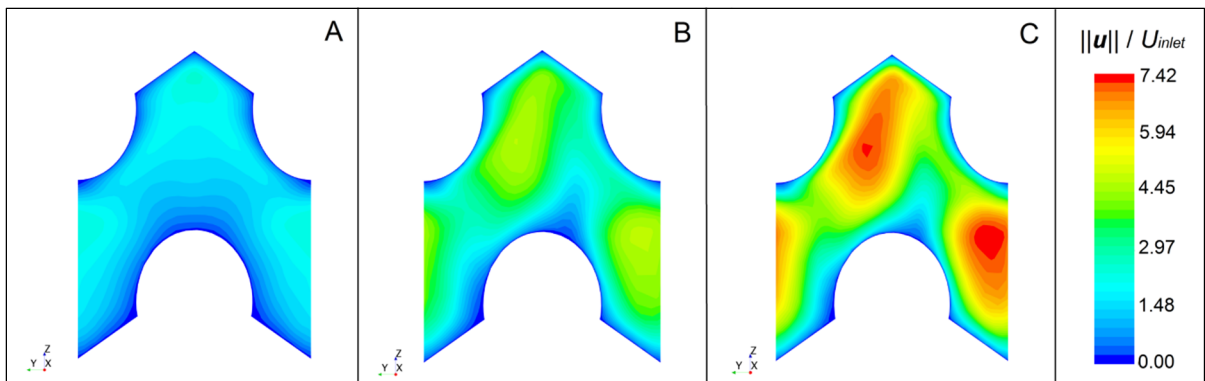 A
B
C
||u|| / Uinlet
7.42
5.94
4.45
2.97
1.48
0.00
Z
Y X
Z
Y X
Z
Y X